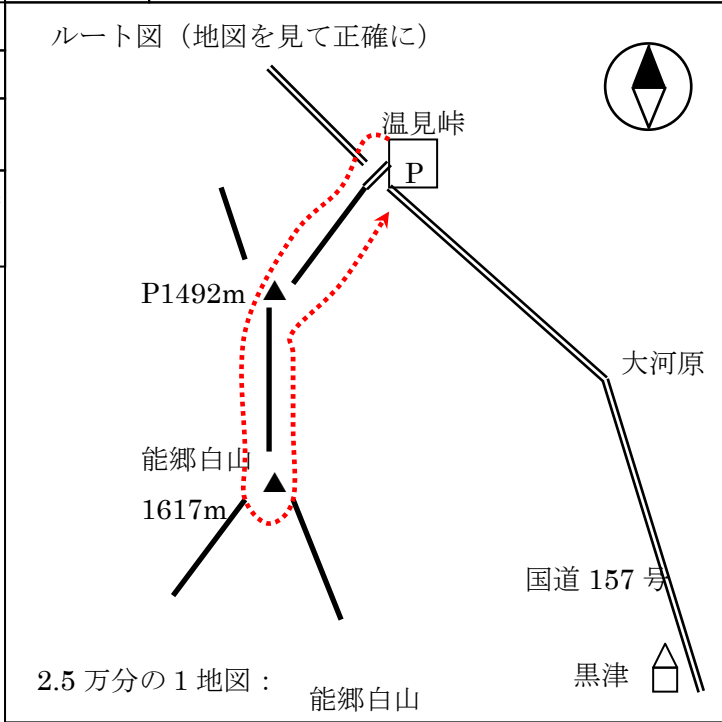 ルート図（地図を見て正確に）
温見峠
P
P1492m
大河原
能郷白山
1617m
国道 157 号
黒津
2.5 万分の 1 地図：
能郷白山